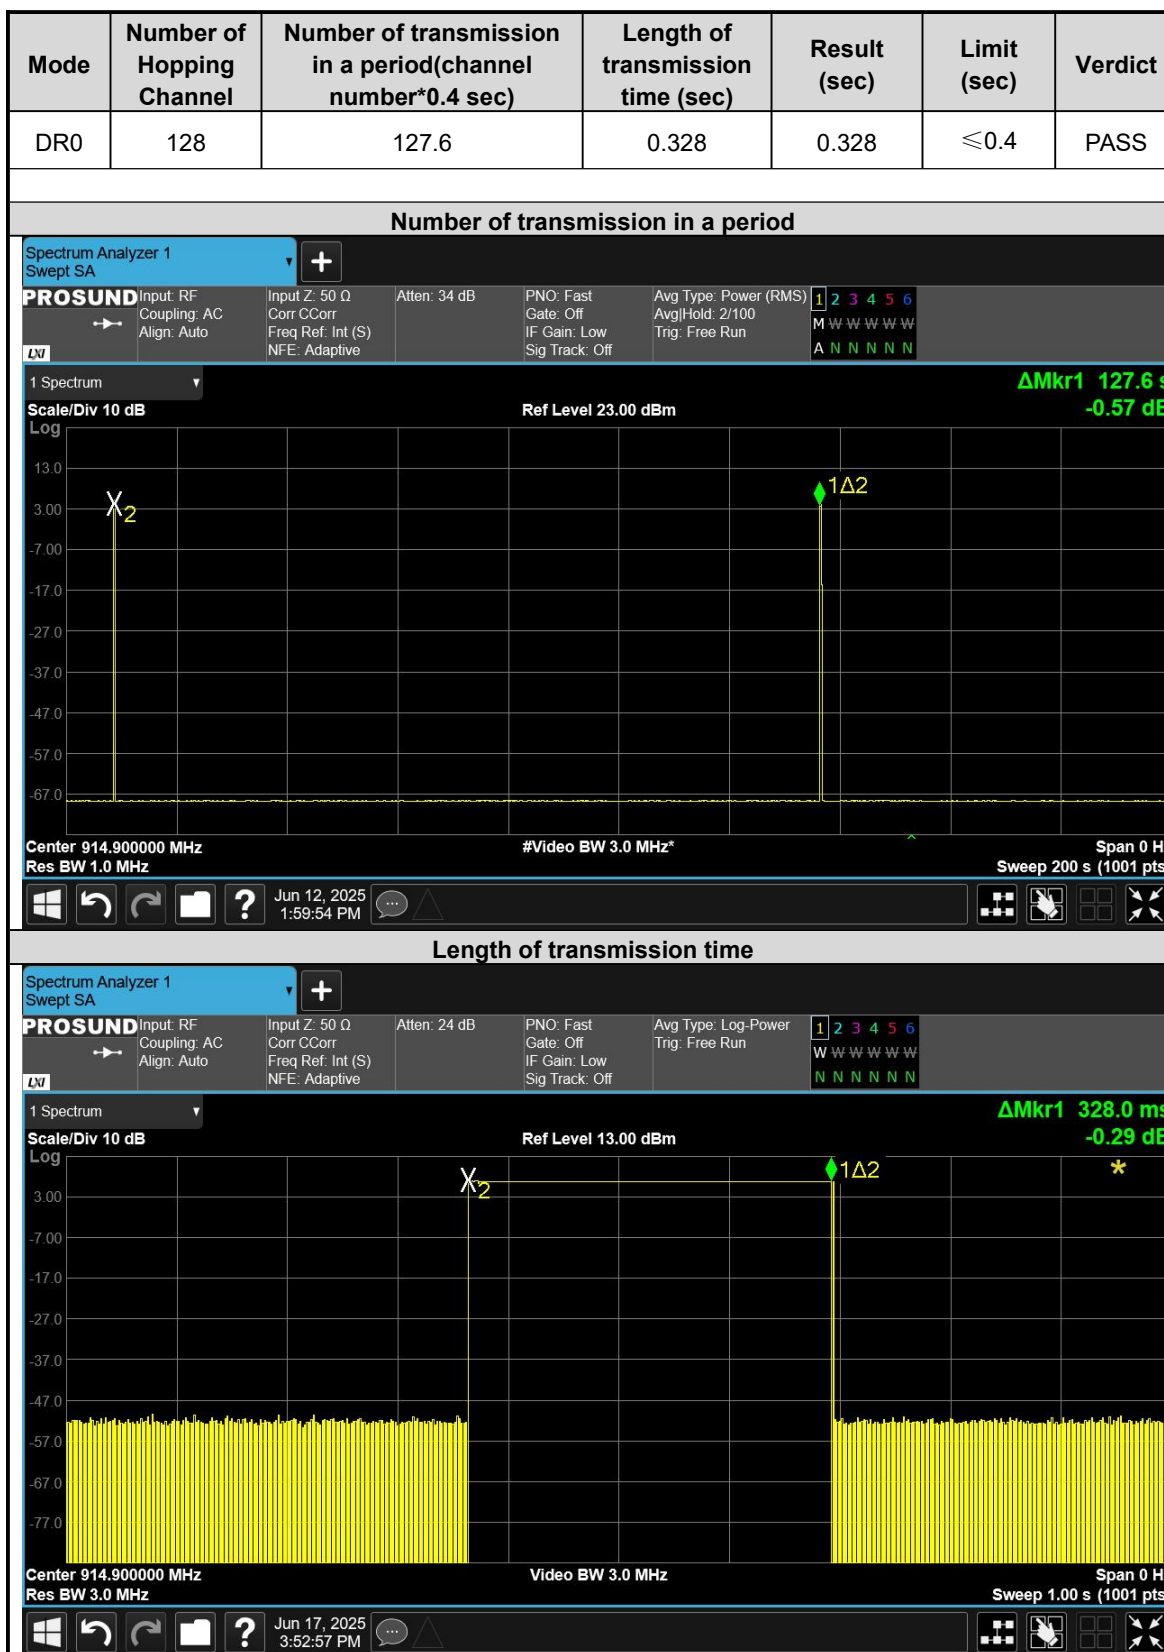 Mode
Number of Hopping Channel
Number of transmission in a period(channel number*0.4 sec)
Length of transmission time (sec)
Result (sec)
Limit (sec)
Verdict
DR0 128 127.6 0.328 0.328 ≤0.4 PASS
Number of transmission in a period
Spectrum Analyzer 1
Swept SA
+
PROSUND
LXI
Input: RF
Coupling: AC
Align: Auto
Input Z: 50 Ω
Corr CCorr
Freq Ref: Int (S)
NFE: Adaptive
Atten: 34 dB
PNO: Fast
Gate: Off
IF Gain: Low
Sig Track: Off
Avg Type: Power (RMS)
Avg|Hold: 2/100
Trig: Free Run
1 2 3 4 5 6
M W W W W W
A N N N N N
1 Spectrum
ΔMkr1 127.6 s
Scale/Div 10 dB
Ref Level 23.00 dBm
-0.57 dB
Log
13.0
3.00
-7.00
-17.0
-27.0
-37.0
-47.0
-57.0
-67.0
X2
1Δ2
Center 914.900000 MHz
#Video BW 3.0 MHz*
Span 0 H
Res BW 1.0 MHz
Sweep 200 s (1001 pts
?
Jun 12, 2025
1:59:54 PM
Length of transmission time
Spectrum Analyzer 1
Swept SA
+
PROSUND
LXI
Input: RF
Coupling: AC
Align: Auto
Input Z: 50 Ω
Corr CCorr
Freq Ref: Int (S)
NFE: Adaptive
Atten: 24 dB
PNO: Fast
Gate: Off
IF Gain: Low
Sig Track: Off
Avg Type: Log-Power
Trig: Free Run
1 2 3 4 5 6
W W W W W W
N N N N N N
1 Spectrum
ΔMkr1 328.0 ms
Scale/Div 10 dB
Ref Level 13.00 dBm
-0.29 dB
Log
*
3.00
-7.00
-17.0
-27.0
-37.0
-47.0
-57.0
-67.0
-77.0
X2
1Δ2
Center 914.900000 MHz
Video BW 3.0 MHz
Span 0 H
Res BW 3.0 MHz
Sweep 1.00 s (1001 pts
?
Jun 17, 2025
3:52:57 PM